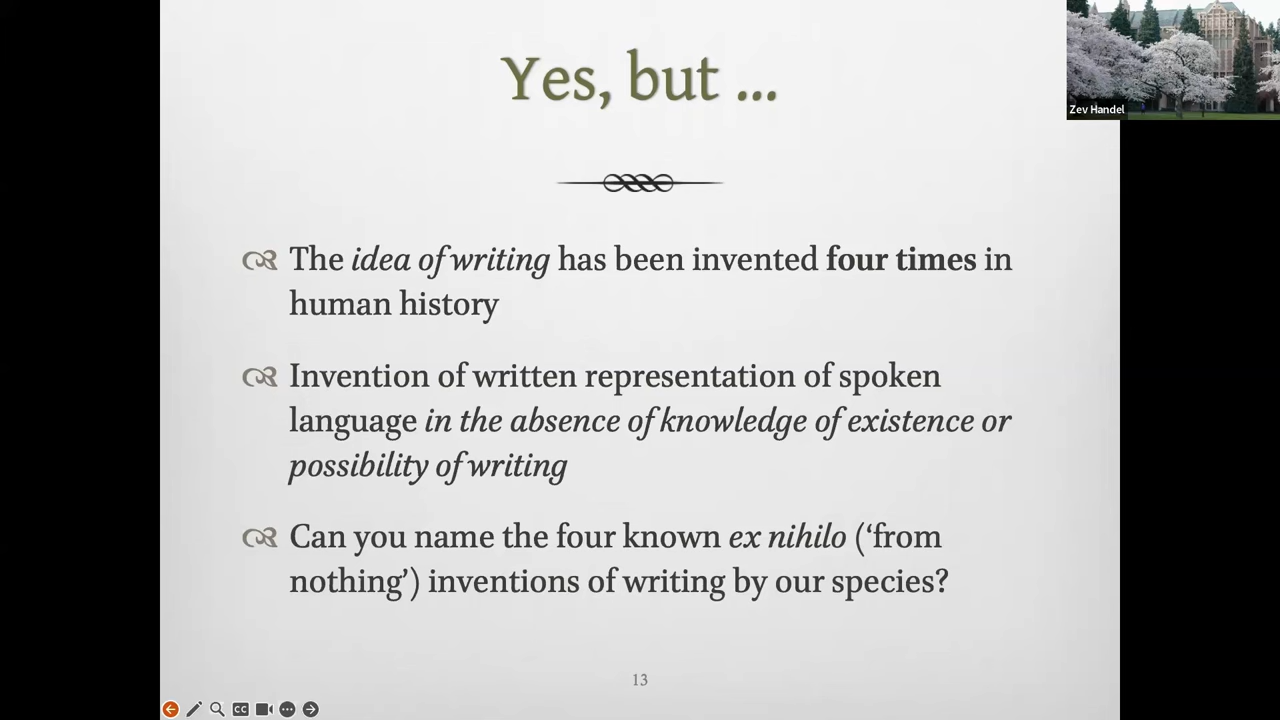 Yes, but ...
Zev Handel
The idea of writing has been invented four times in
human history
Invention of written representation of spoken
language in the absence of knowledge of existence or
possibility of writing
Can you name the four known ex nihilo (‘from
nothing’) inventions of writing by our species?
13
CC